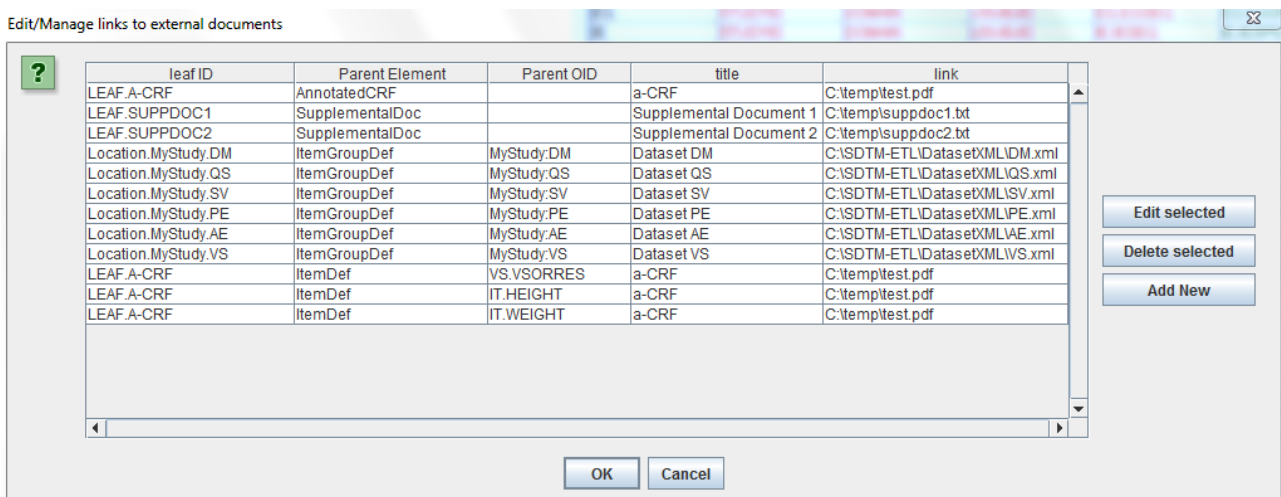 Edit/Manage links to external documents
?
leaf ID Parent Element Parent OID title link
LEAF.A-CRF AnnotatedCRF a-CRF C:\temp\test.pdf
LEAF.SUPPDOC1 SupplementalDoc Supplemental Document 1 C:\temp\suppdoc1.txt
LEAF.SUPPDOC2 SupplementalDoc Supplemental Document 2 C:\temp\suppdoc2.txt
Location.MyStudy.DM ItemGroupDef MyStudy:DM Dataset DM C:\SDTM-ETL\DatasetXML\DM.xml
Location.MyStudy.QS ItemGroupDef MyStudy:QS Dataset QS C:\SDTM-ETL\DatasetXML\QS.xml
Location.MyStudy.SV ItemGroupDef MyStudy:SV Dataset SV C:\SDTM-ETL\DatasetXML\SV.xml
Location.MyStudy.PE ItemGroupDef MyStudy:PE Dataset PE C:\SDTM-ETL\DatasetXML\PE.xml
Location.MyStudy.AE ItemGroupDef MyStudy:AE Dataset AE C:\SDTM-ETL\DatasetXML\AE.xml
Location.MyStudy.VS ItemGroupDef MyStudy:VS Dataset VS C:\SDTM-ETL\DatasetXML\VS.xml
LEAF.A-CRF ItemDef VS.VSORRES a-CRF C:\temp\test.pdf
LEAF.A-CRF ItemDef IT.HEIGHT a-CRF C:\temp\test.pdf
LEAF.A-CRF ItemDef IT.WEIGHT a-CRF C:\temp\test.pdf
Edit selected
Delete selected
Add New
OK Cancel